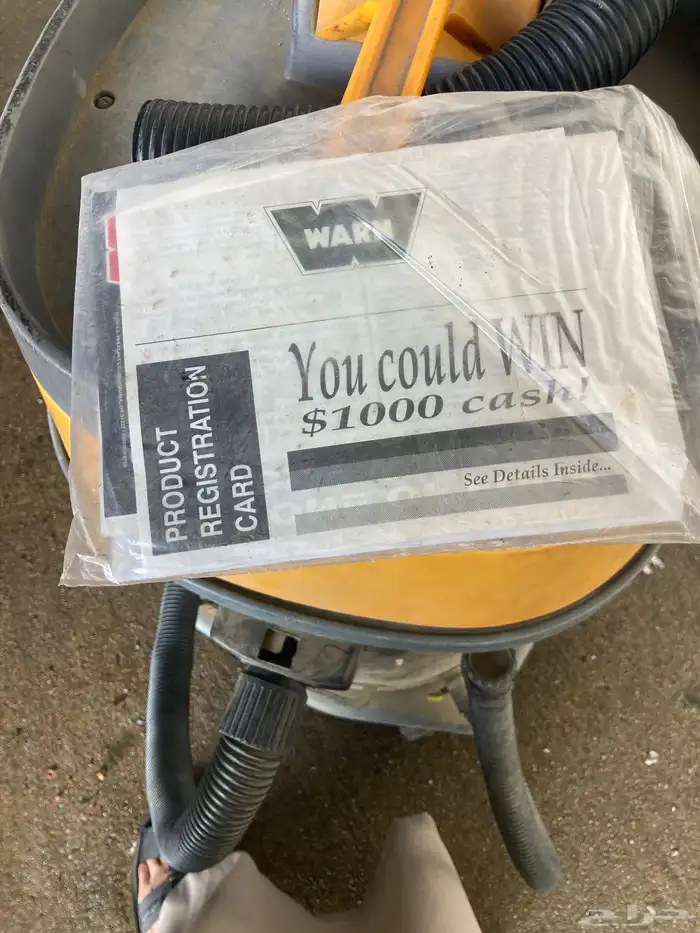 WARN
You could WIN
$1000 cash!
See Details Inside...
PRODUCT
REGISTRATION
CARD
حراج